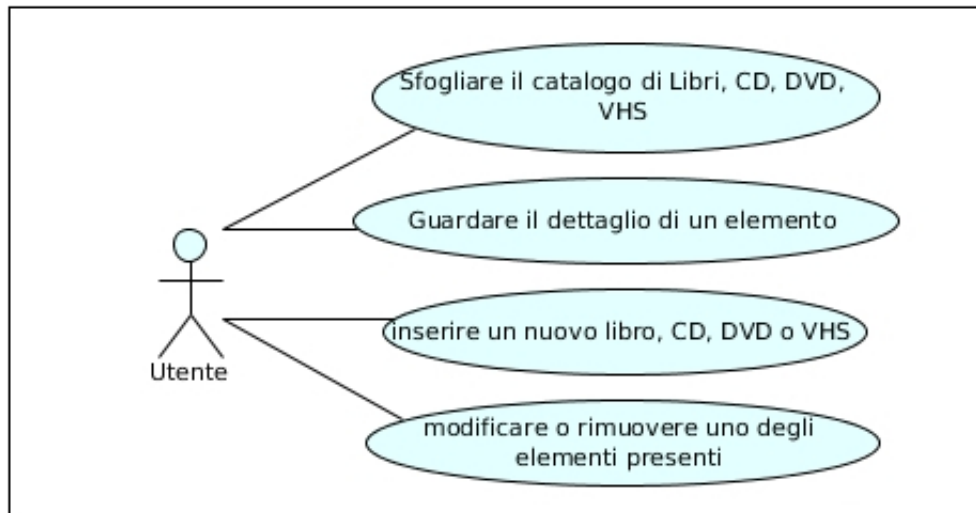 Sfogliare il catalogo di Libri, CD, DVD,
VHS
Guardare il dettaglio di un elemento
inserire un nuovo libro, CD, DVD o VHS
Utente
modificare o rimuovere uno degli
elementi presenti